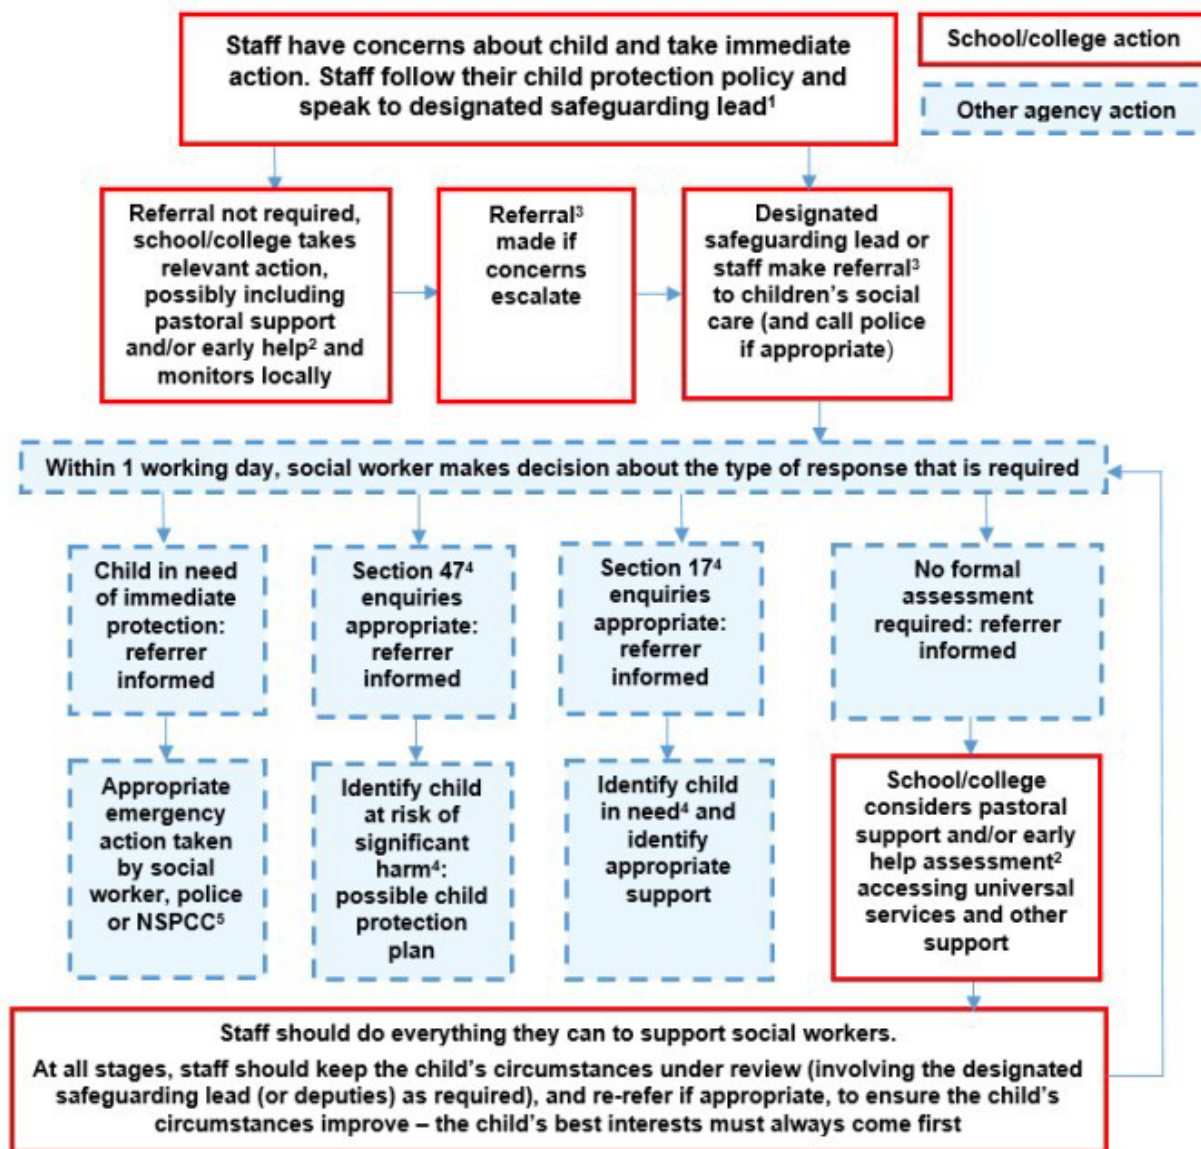 Staff have concerns about child and take immediate
action. Staff follow their child protection policy and
speak to designated safeguarding lead¹
School/college action
Other agency action
Referral not required,
school/college takes
relevant action,
possibly including
pastoral support
and/or early help² and
monitors locally
Referral³
made if
concerns
escalate
Designated
safeguarding lead or
staff make referral³
to children’s social
care (and call police
if appropriate)
Within 1 working day, social worker makes decision about the type of response that is required
Child in need
of immediate
protection:
referrer
informed
Section 47⁴
enquiries
appropriate:
referrer
informed
Section 17⁴
enquiries
appropriate:
referrer
informed
No formal
assessment
required: referrer
informed
Appropriate
emergency
action taken
by social
worker, police
or NSPCC⁵
Identify child
at risk of
significant
harm⁴:
possible child
protection
plan
Identify child
in need⁴ and
identify
appropriate
support
School/college
considers pastoral
support and/or early
help assessment²
accessing universal
services and other
support
Staff should do everything they can to support social workers.
At all stages, staff should keep the child’s circumstances under review (involving the designated
safeguarding lead (or deputies) as required), and re-refer if appropriate, to ensure the child’s
circumstances improve – the child’s best interests must always come first